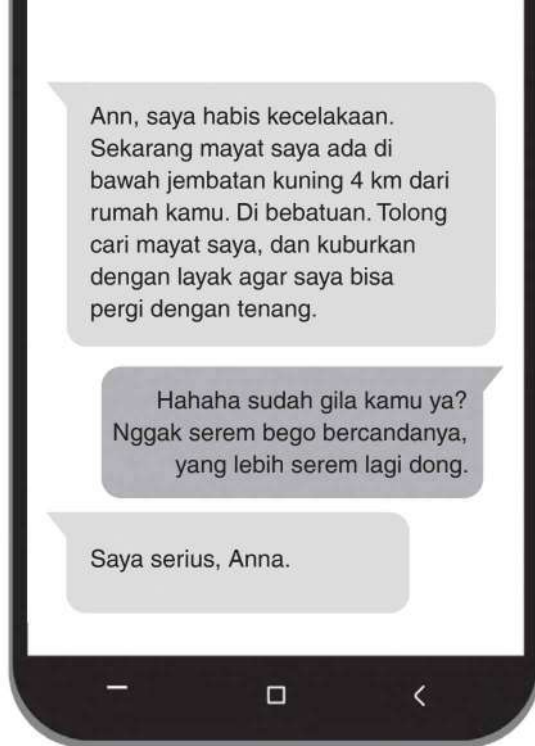 Ann, saya habis kecelakaan.
Sekarang mayat saya ada di
bawah jembatan kuning 4 km dari
rumah kamu. Di bebatuan. Tolong
cari mayat saya, dan kuburkan
dengan layak agar saya bisa
pergi dengan tenang.
Hahaha sudah gila kamu ya?
Nggak serem bego bercandanya,
yang lebih serem lagi dong.
Saya serius, Anna.